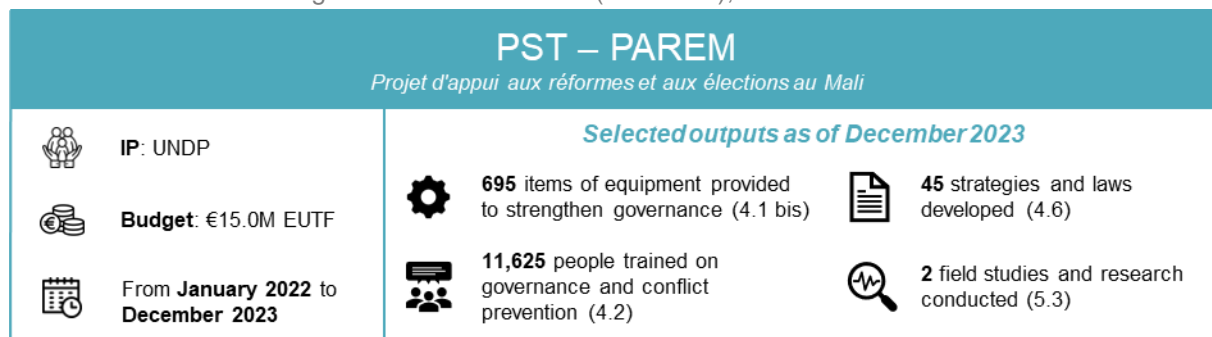 PST – PAREM
Projet d'appui aux réformes et aux élections au Mali
IP: UNDP
Budget: €15.0M EUTF
From January 2022 to
December 2023
Selected outputs as of December 2023
695 items of equipment provided
to strengthen governance (4.1 bis)
11,625 people trained on
governance and conflict
prevention (4.2)
45 strategies and laws
developed (4.6)
2 field studies and research
conducted (5.3)